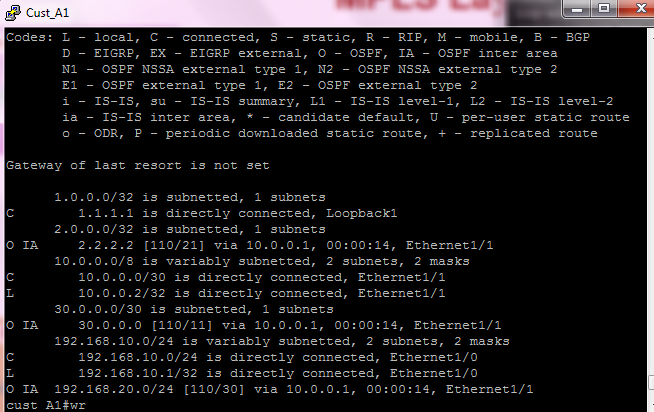 MPLS La
Cust_A1
Codes: L - local, C - connected, S - static, R - RIP, M - mobile, B - BGP
D - EIGRP, EX - EIGRP external, O - OSPF, IA - OSPF inter area
N1 - OSPF NSSA external type 1, N2 - OSPF NSSA external type 2
E1 - OSPF external type 1, E2 - OSPF external type 2
i - IS-IS, su - IS-IS summary, L1 - IS-IS level-1, L2 - IS-IS level-2
ia - IS-IS inter area, * - candidate default, U - per-user static route
o - ODR, P - periodic downloaded static route, + - replicated route
Gateway of last resort is not set
1.0.0.0/32 is subnetted, 1 subnets
C 1.1.1.1 is directly connected, Loopback1
2.0.0.0/32 is subnetted, 1 subnets
O IA 2.2.2.2 [110/21] via 10.0.0.1, 00:00:14, Ethernet1/1
10.0.0.0/8 is variably subnetted, 2 subnets, 2 masks
C 10.0.0.0/30 is directly connected, Ethernet1/1
L 10.0.0.2/32 is directly connected, Ethernet1/1
30.0.0.0/30 is subnetted, 1 subnets
O IA 30.0.0.0 [110/11] via 10.0.0.1, 00:00:14, Ethernet1/1
192.168.10.0/24 is variably subnetted, 2 subnets, 2 masks
C 192.168.10.0/24 is directly connected, Ethernet1/0
L 192.168.10.1/32 is directly connected, Ethernet1/0
O IA 192.168.20.0/24 [110/30] via 10.0.0.1, 00:00:14, Ethernet1/1
cust A1#wr